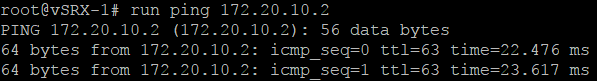 root@vSRX-1# run ping 172.20.10.2
PING 172.20.10.2 (172.20.10.2): 56 data bytes
64 bytes from 172.20.10.2: icmp_seq=0 ttl=63 time=22.476 ms
64 bytes from 172.20.10.2: icmp_seq=1 ttl=63 time=23.617 ms